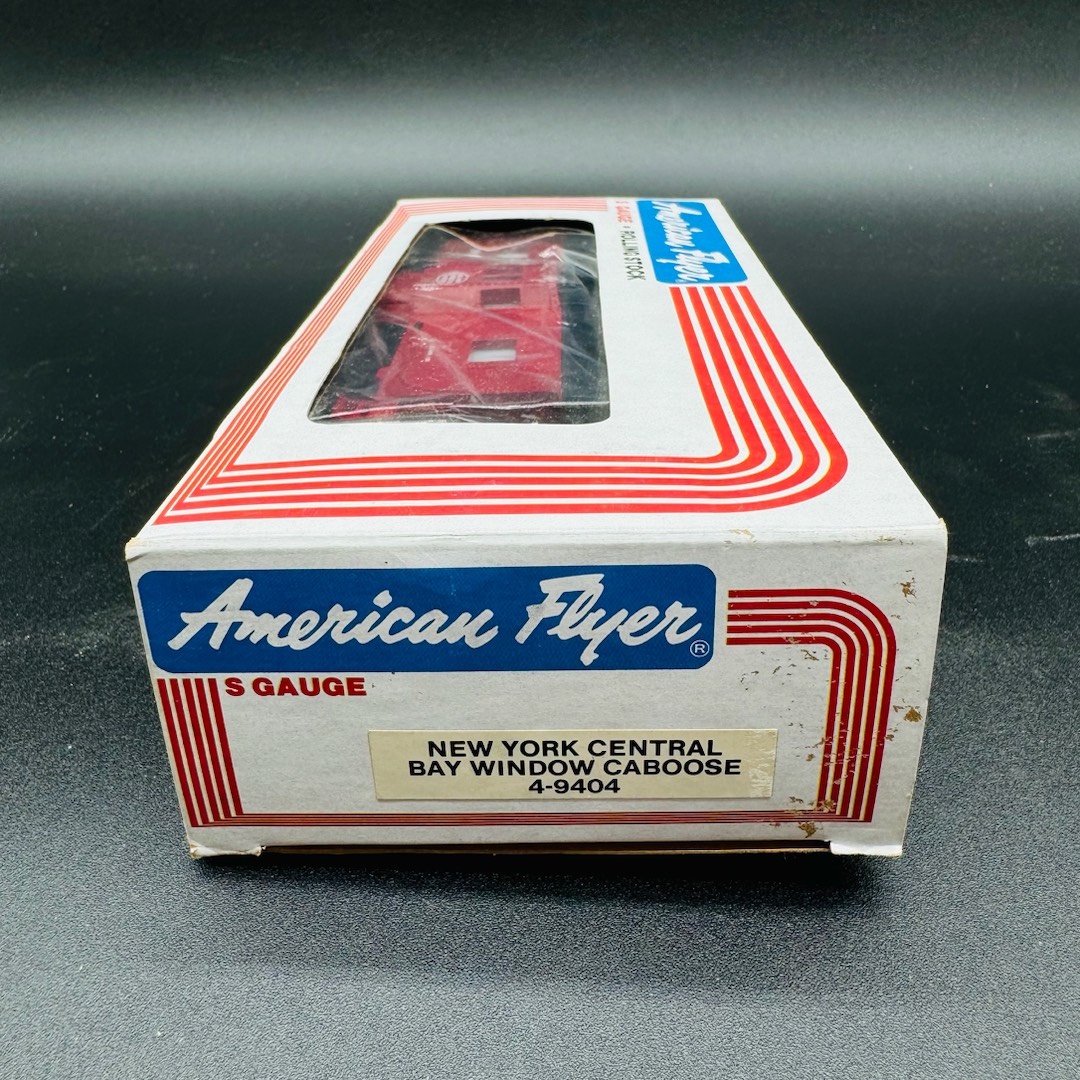 American Flyer.
S GAUGE • ROLLING STOCK
American Flyer®
S GAUGE
NEW YORK CENTRAL
BAY WINDOW CABOOSE
4-9404